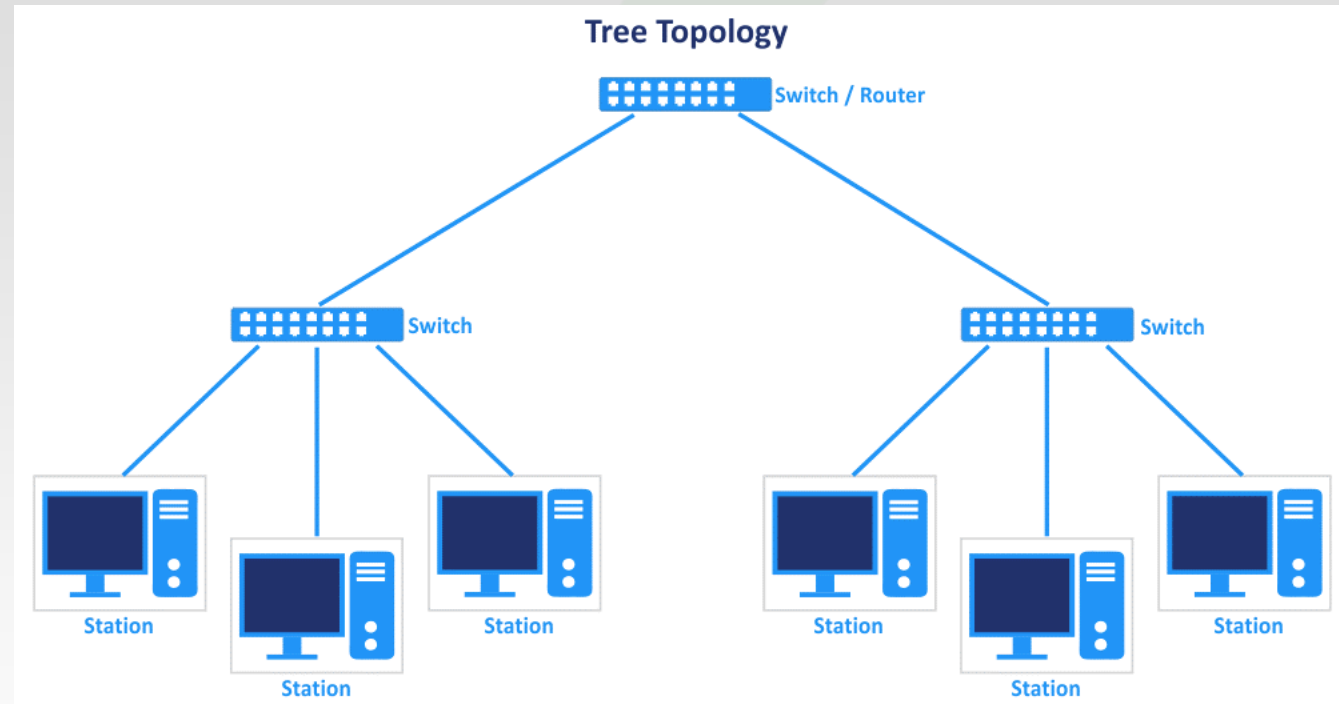 Tree Topology
Switch / Router
Switch
Switch
Station
Station
Station
Station
Station
Station